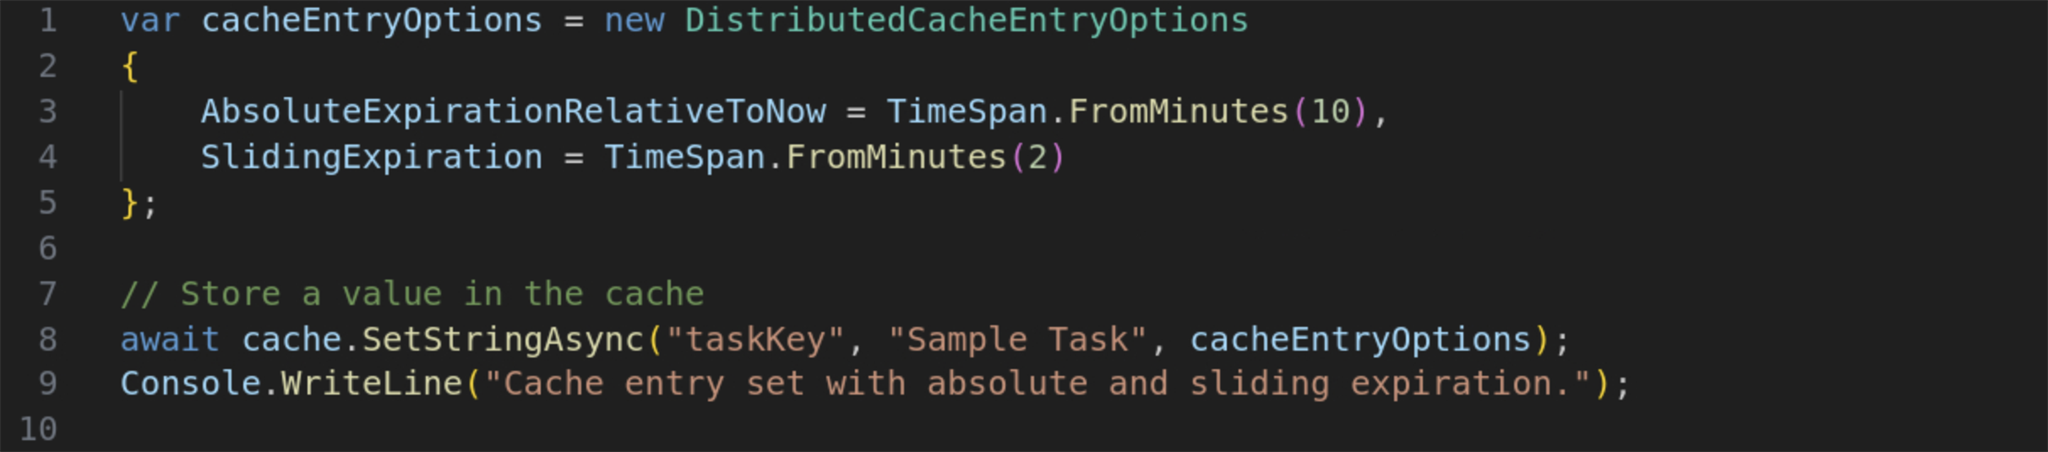 1 var cacheEntryOptions = new DistributedCacheEntryOptions
2 {
3     AbsoluteExpirationRelativeToNow = TimeSpan.FromMinutes(10),
4     SlidingExpiration = TimeSpan.FromMinutes(2)
5 };
6
7 // Store a value in the cache
8 await cache.SetStringAsync("taskKey", "Sample Task", cacheEntryOptions);
9 Console.WriteLine("Cache entry set with absolute and sliding expiration.");
10